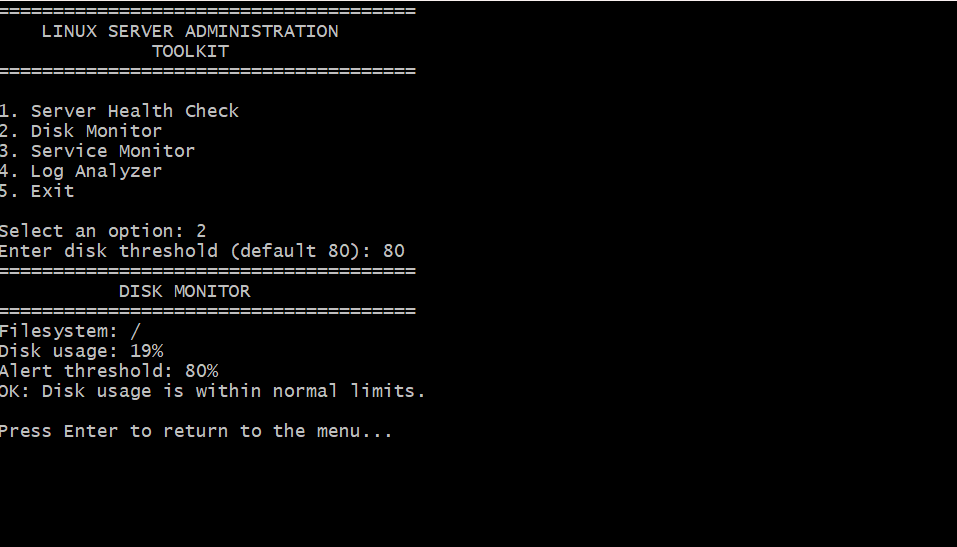 ======================================
LINUX SERVER ADMINISTRATION
TOOLKIT
======================================
1. Server Health Check
2. Disk Monitor
3. Service Monitor
4. Log Analyzer
5. Exit
Select an option: 2
Enter disk threshold (default 80): 80
======================================
DISK MONITOR
======================================
Filesystem: /
Disk usage: 19%
Alert threshold: 80%
OK: Disk usage is within normal limits.
Press Enter to return to the menu...